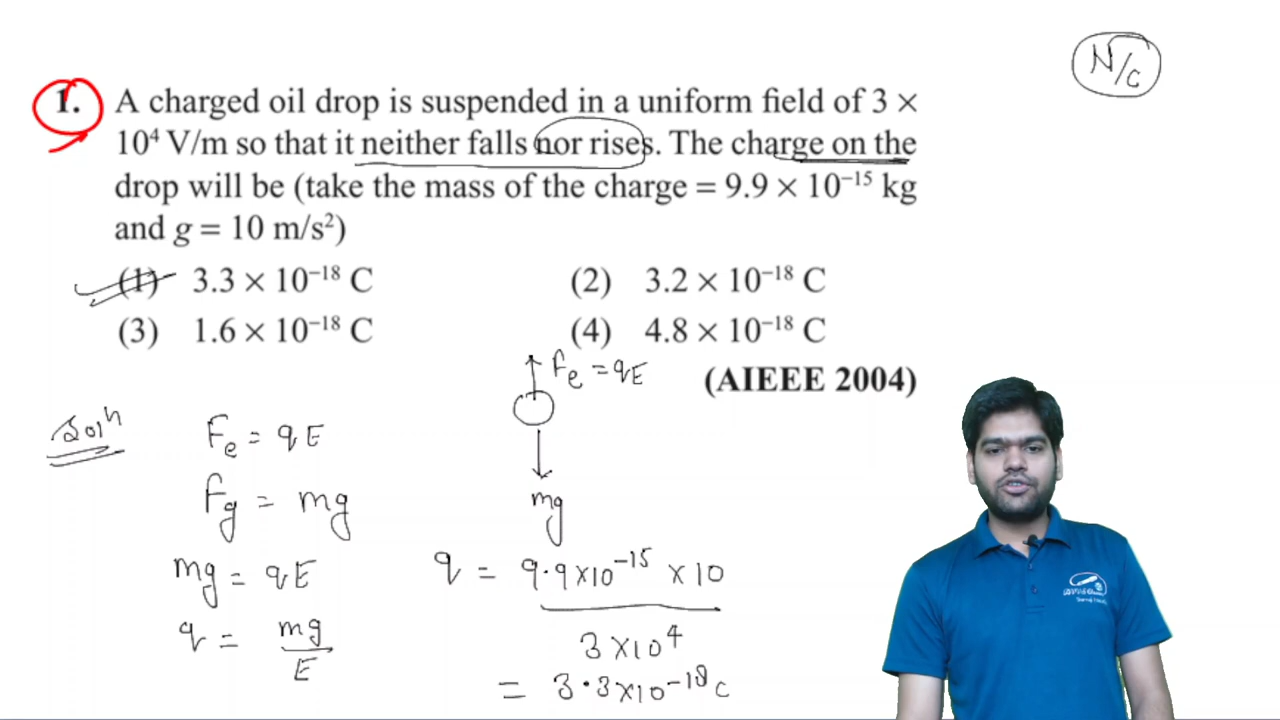 N/C
1. A charged oil drop is suspended in a uniform field of 3 ×
10⁴ V/m so that it neither falls nor rises. The charge on the
drop will be (take the mass of the charge = 9.9 × 10⁻¹⁵ kg
and g = 10 m/s²)
(1) 3.3 × 10⁻¹⁸ C (2) 3.2 × 10⁻¹⁸ C
(3) 1.6 × 10⁻¹⁸ C (4) 4.8 × 10⁻¹⁸ C
(AIEEE 2004)
Fe = qE
Solⁿ
Fe = qE
Fg = mg
mg
mg = qE
q = mg/E
q = 9.9×10⁻¹⁵ × 10
3×10⁴
= 3.3×10⁻¹⁸ C